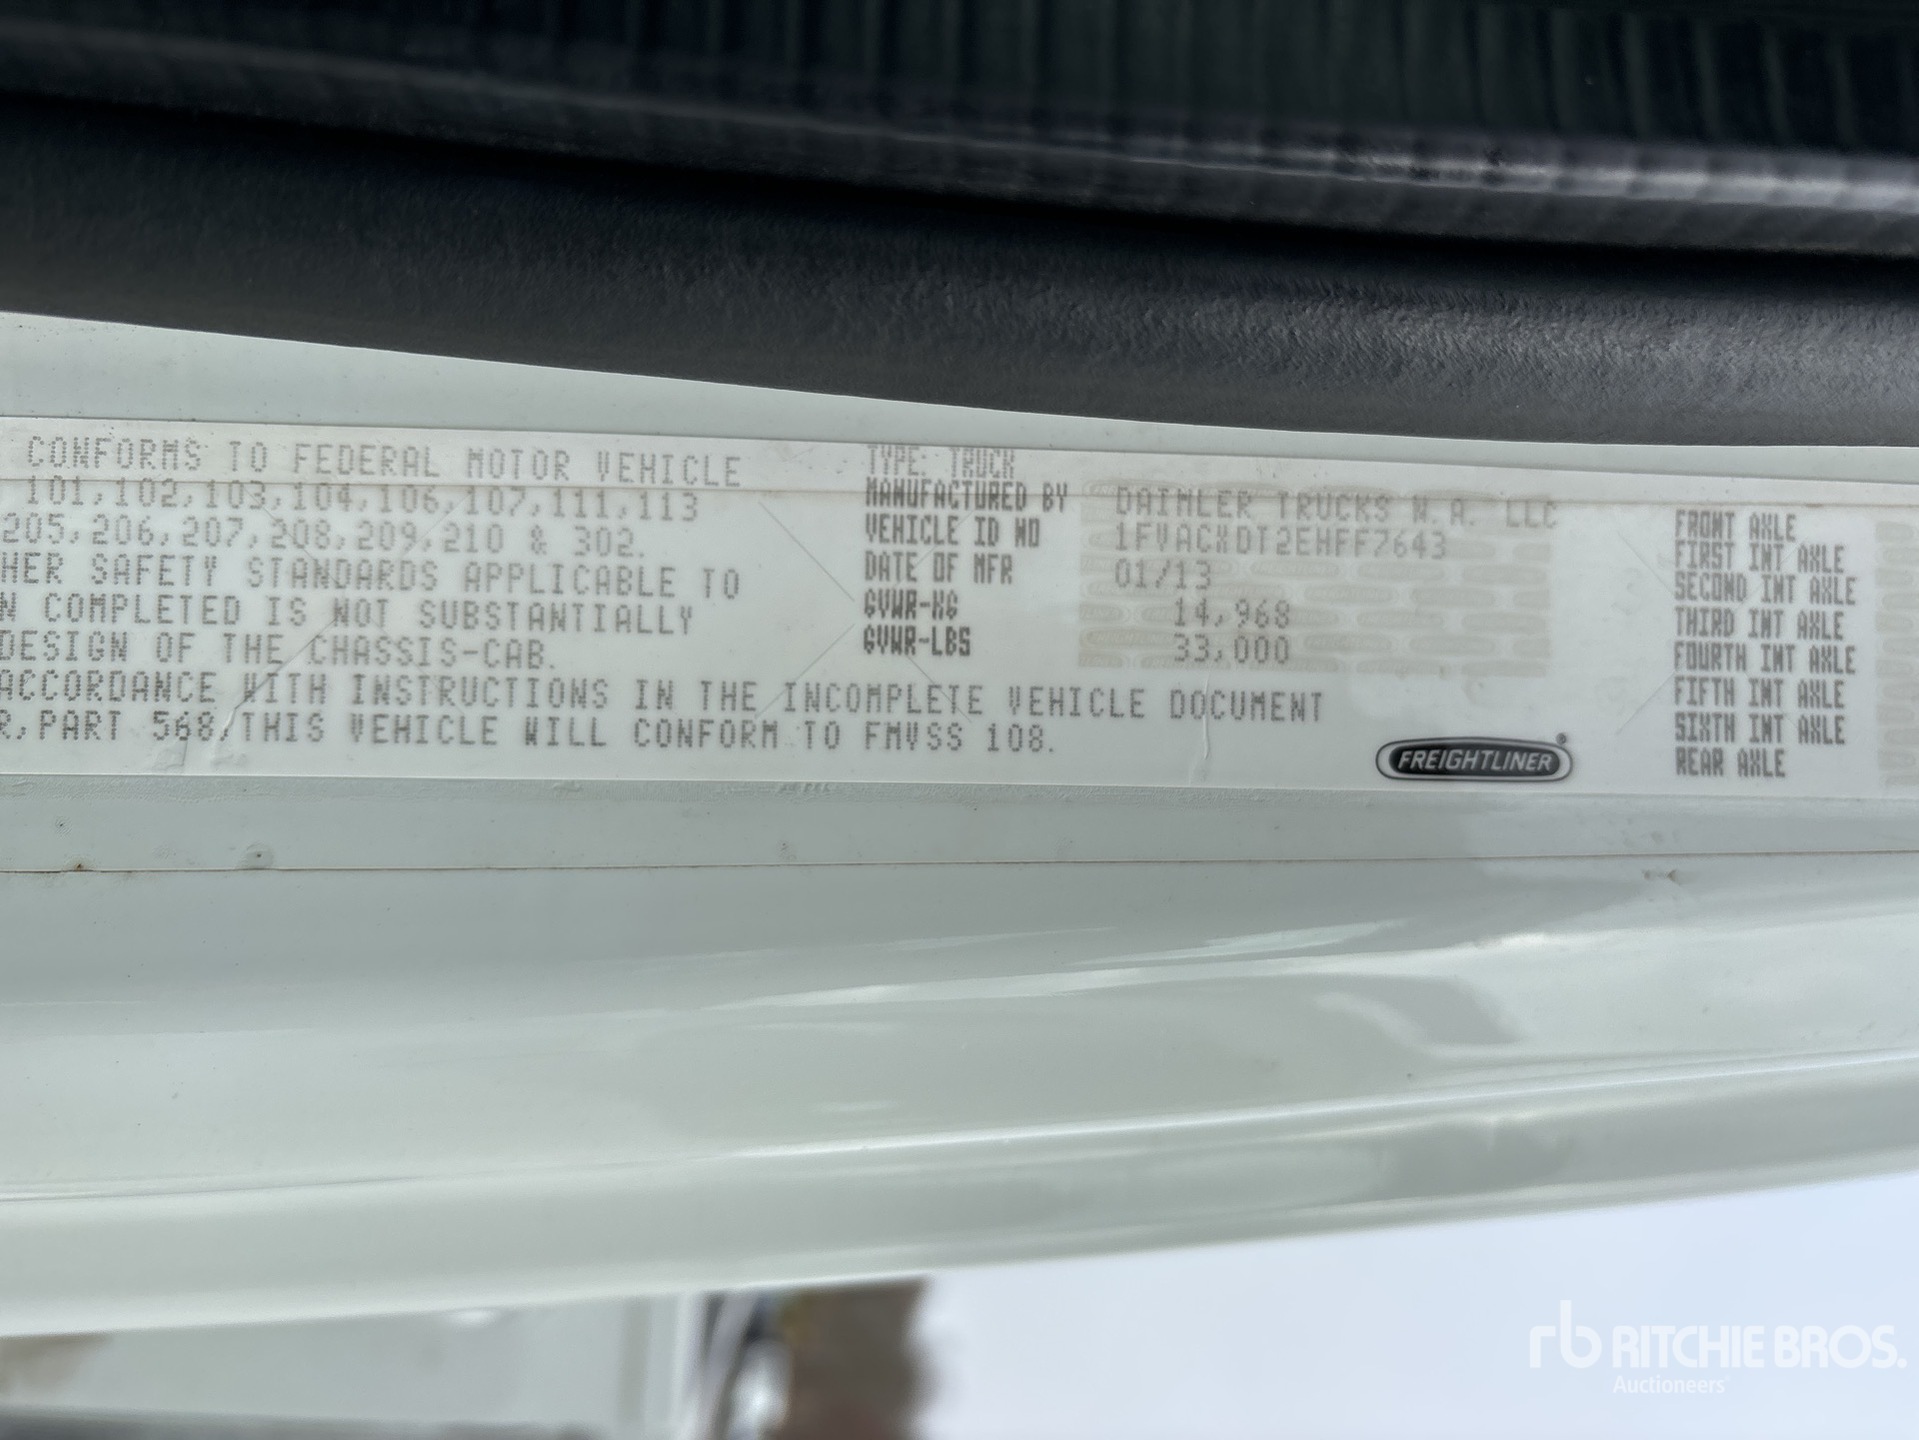 CONFORMS TO FEDERAL MOTOR VEHICLE
101,102,103,104,106,107,111,113
205,206,207,208,209,210 & 302.
HER SAFETY STANDARDS APPLICABLE TO
N COMPLETED IS NOT SUBSTANTIALLY
DESIGN OF THE CHASSIS-CAB.
ACCORDANCE WITH INSTRUCTIONS IN THE INCOMPLETE VEHICLE DOCUMENT
R,PART 568,THIS VEHICLE WILL CONFORM TO FMVSS 108.
TYPE: TRUCK
MANUFACTURED BY DAIMLER TRUCKS N.A. LLC
VEHICLE ID NO 1FVACXDT2EHFF7643
DATE OF MFR 01/13
GVWR-KG 14,968
GVWR-LBS 33,000
FREIGHTLINER®
FRONT AXLE
FIRST INT AXLE
SECOND INT AXLE
THIRD INT AXLE
FOURTH INT AXLE
FIFTH INT AXLE
SIXTH INT AXLE
REAR AXLE
rb RITCHIE BROS.
Auctioneers